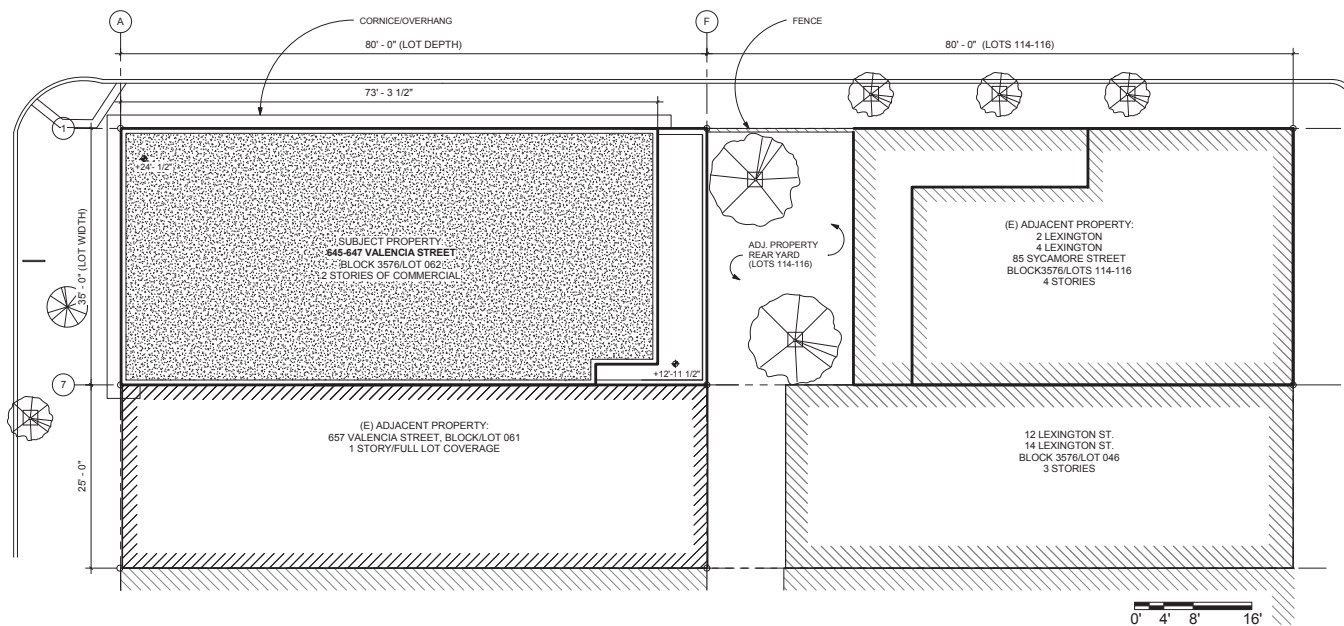 A
CORNICE/OVERHANG
F
FENCE
80' - 0" (LOT DEPTH)
80' - 0" (LOTS 114-116)
73' - 3 1/2"
1
+24'- 1/2"
35' - 0" (LOT WIDTH)
SUBJECT PROPERTY:
645-647 VALENCIA STREET
BLOCK 3576/LOT 062
2 STORIES OF COMMERCIAL
ADJ. PROPERTY
REAR YARD
(LOTS 114-116)
(E) ADJACENT PROPERTY:
2 LEXINGTON
4 LEXINGTON
85 SYCAMORE STREET
BLOCK3576/LOTS 114-116
4 STORIES
7
+12'-11 1/2"
25' - 0"
(E) ADJACENT PROPERTY:
657 VALENCIA STREET, BLOCK/LOT 061
1 STORY/FULL LOT COVERAGE
12 LEXINGTON ST.
14 LEXINGTON ST.
BLOCK 3576/LOT 046
3 STORIES
0' 4' 8' 16'